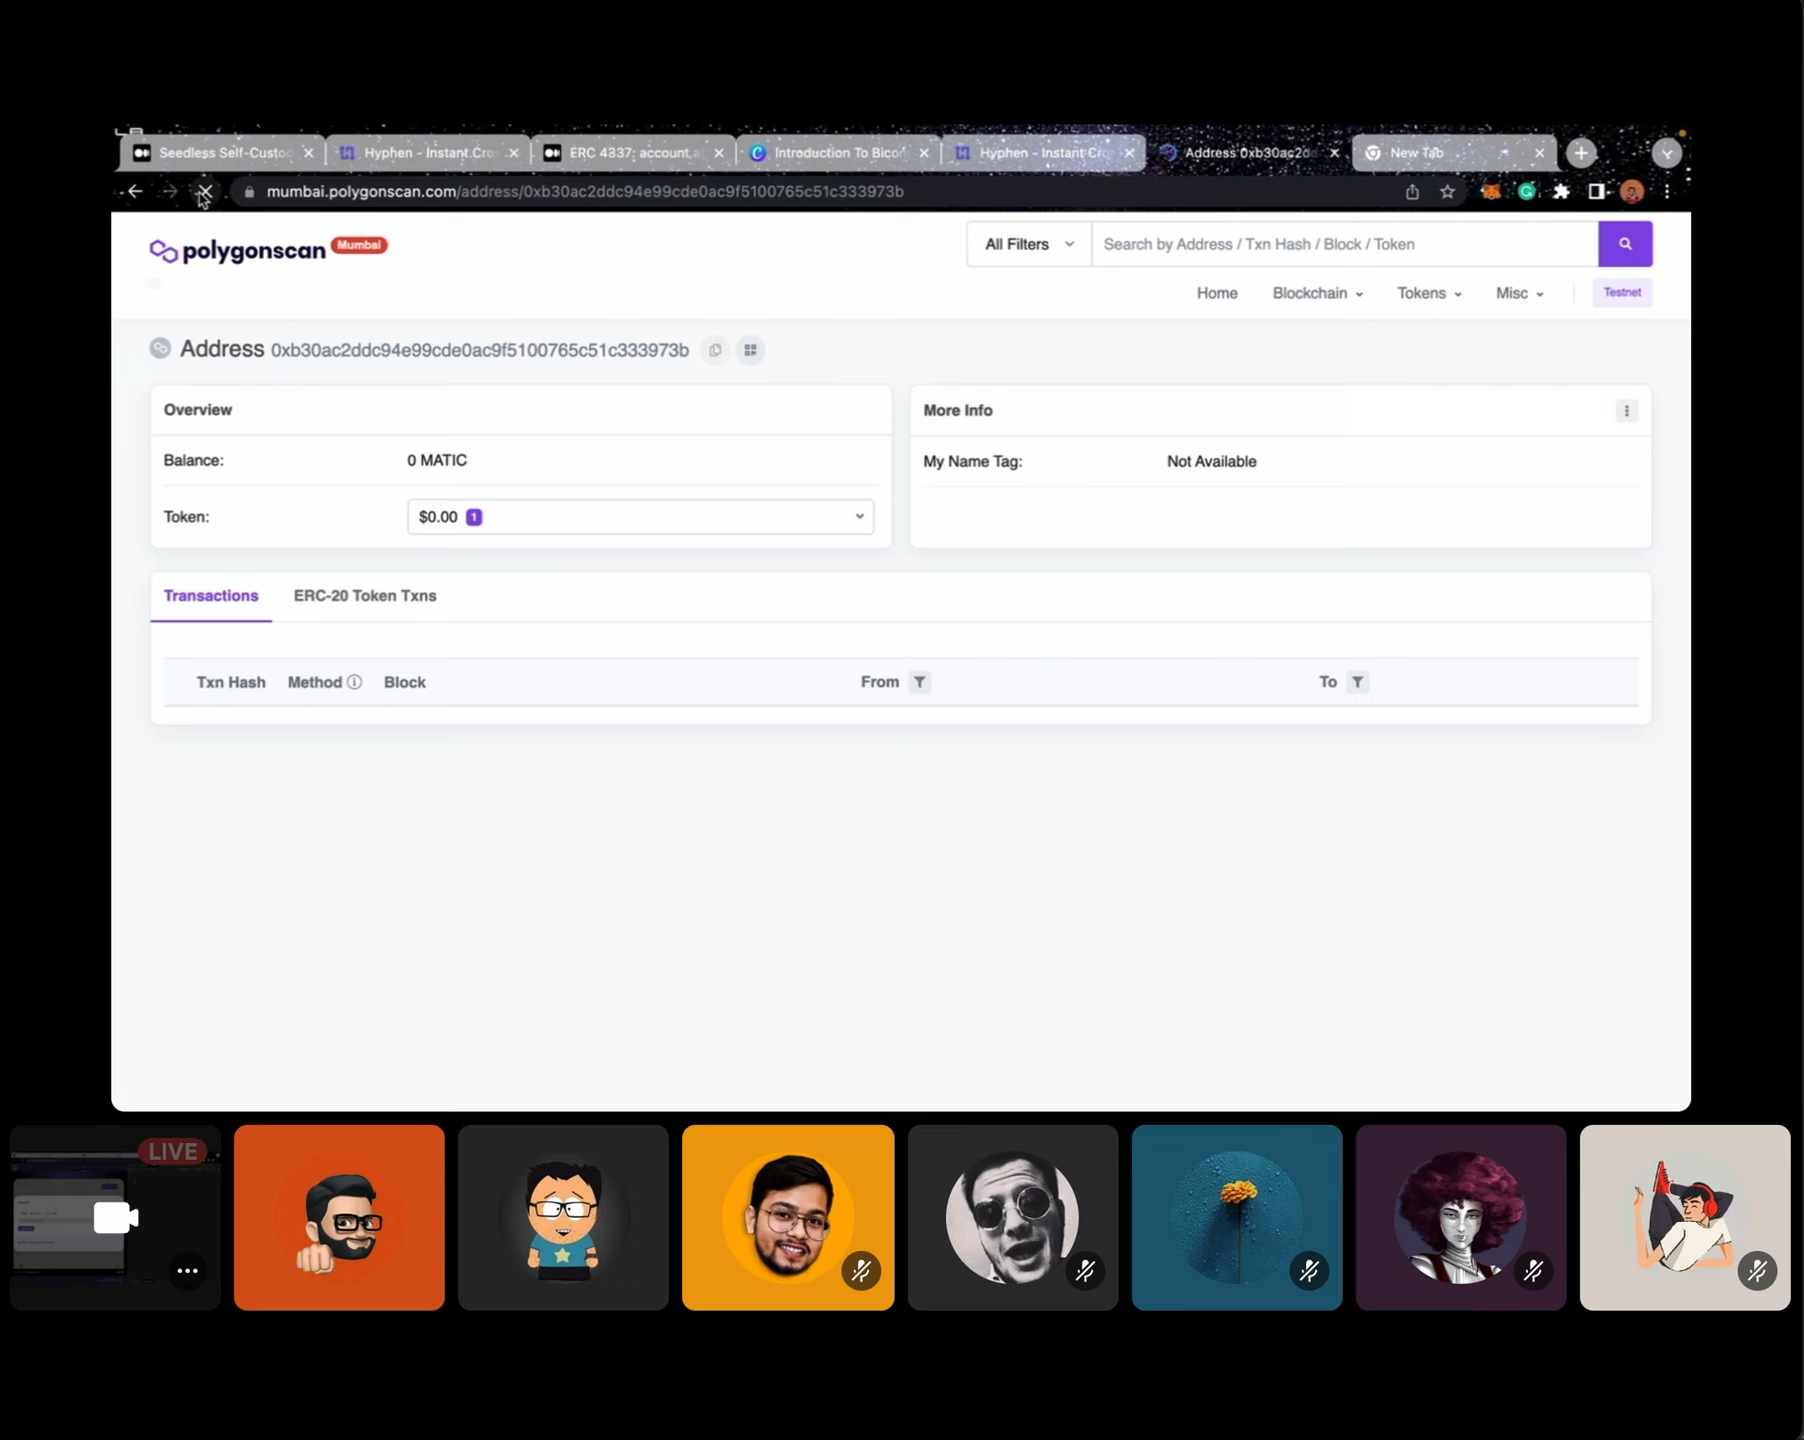 Seedless Self-Custo
Hyphen - Instant Cro
ERC 4337: account a
Introduction To Bico
Hyphen - Instant Cro
Address 0xb30ac2d
New Tab
mumbai.polygonscan.com/address/0xb30ac2ddc94e99cde0ac9f5100765c51c333973b
polygonscan Mumbai
All Filters
Search by Address / Txn Hash / Block / Token
Home Blockchain Tokens Misc Testnet
Address 0xb30ac2ddc94e99cde0ac9f5100765c51c333973b
Overview
Balance: 0 MATIC
Token: $0.00 1
More Info
My Name Tag: Not Available
Transactions ERC-20 Token Txns
Txn Hash Method Block From To
LIVE